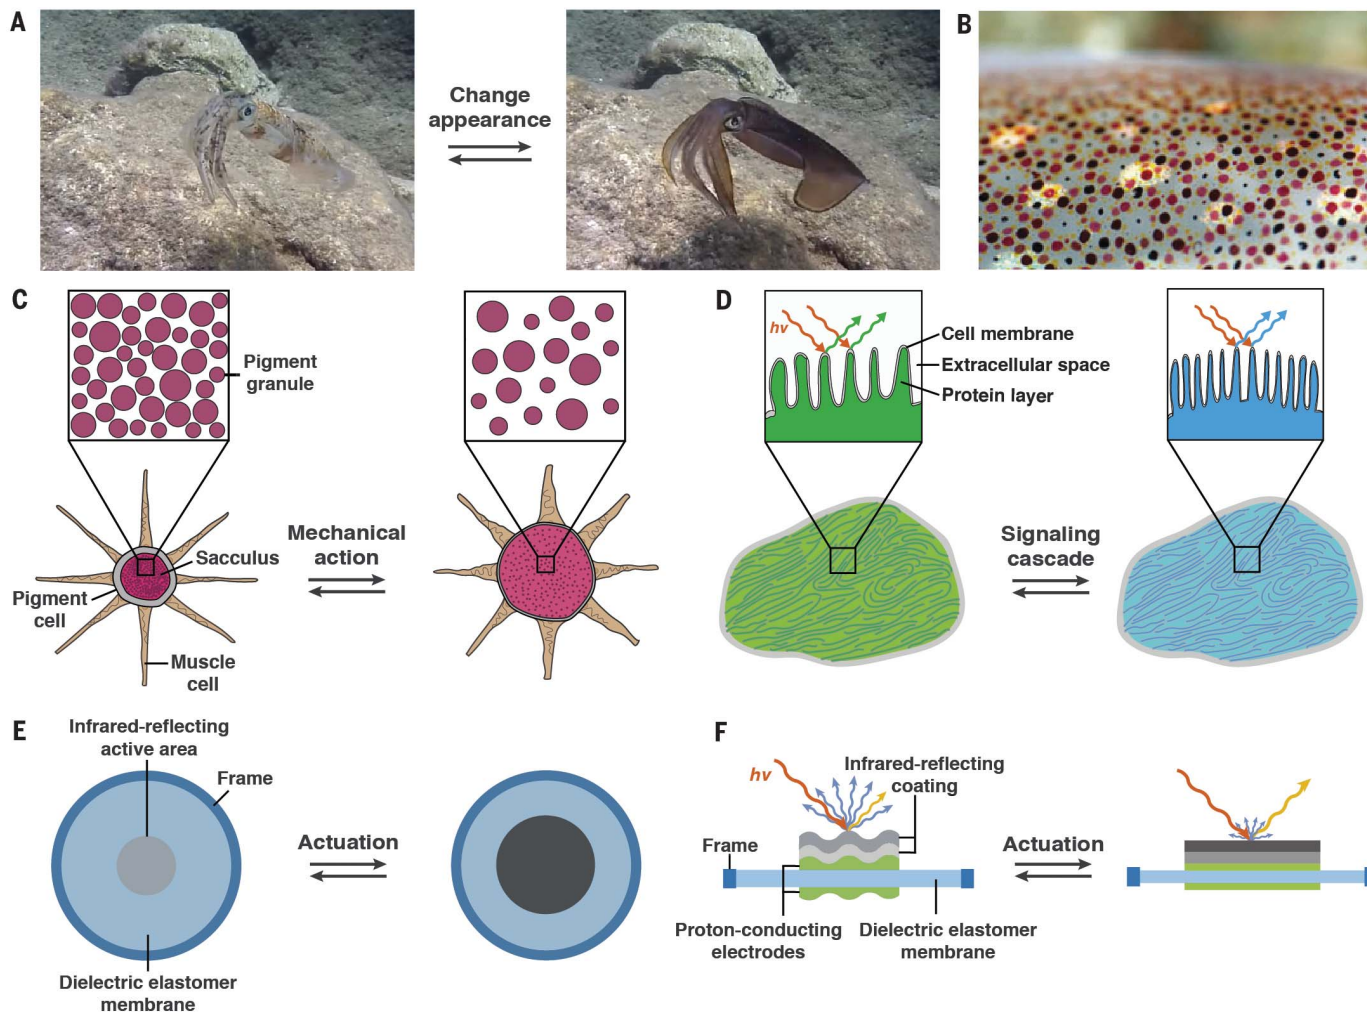 A
Change
appearance
B
C
Pigment
granule
Mechanical
action
Sacculus
Pigment
cell
Muscle
cell
D
hv
Cell membrane
Extracellular space
Protein layer
Signaling
cascade
E
Infrared-reflecting
active area
Frame
Actuation
Dielectric elastomer
membrane
F
hv
Infrared-reflecting
coating
Frame
Actuation
Proton-conducting
electrodes
Dielectric elastomer
membrane